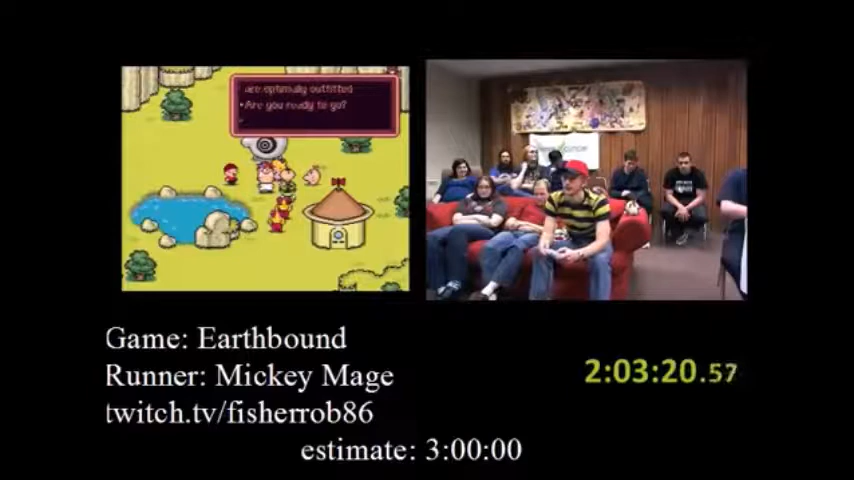 are optimally outfitted
•Are you ready to go?
Game: Earthbound
Runner: Mickey Mage
twitch.tv/fisherrob86
2:03:20.57
estimate: 3:00:00